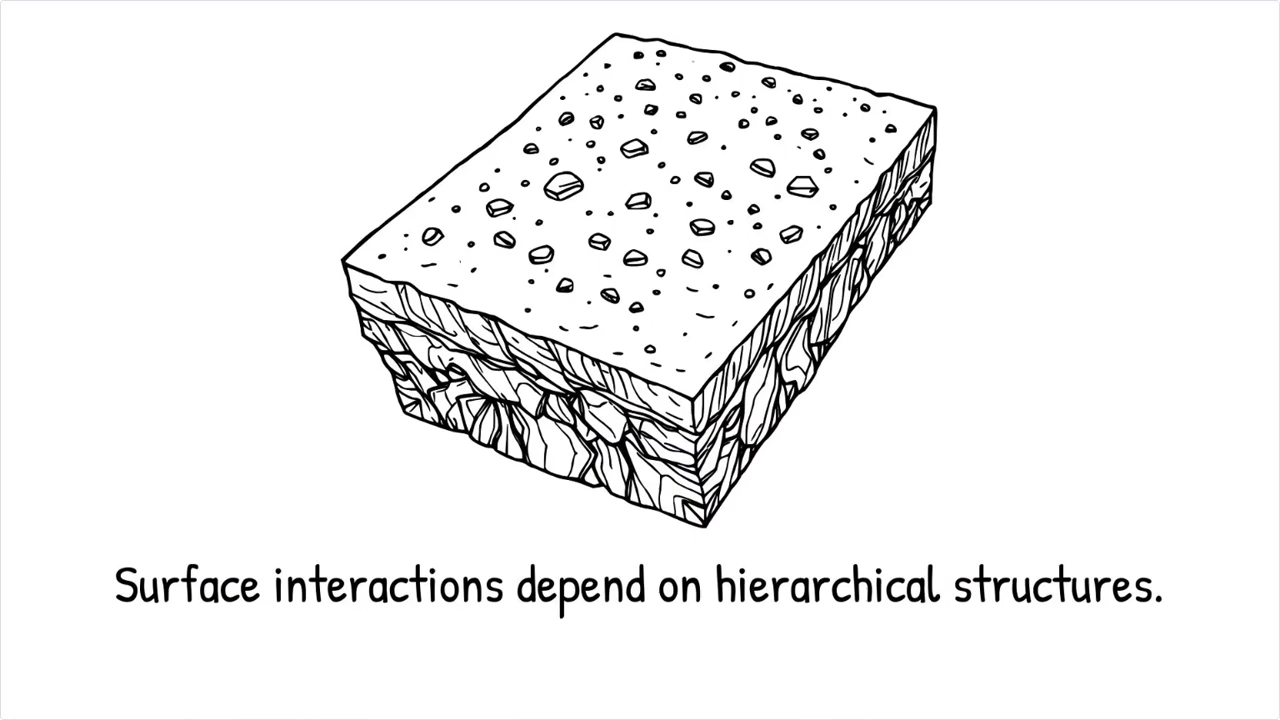 Surface interactions depend on hierarchical structures.